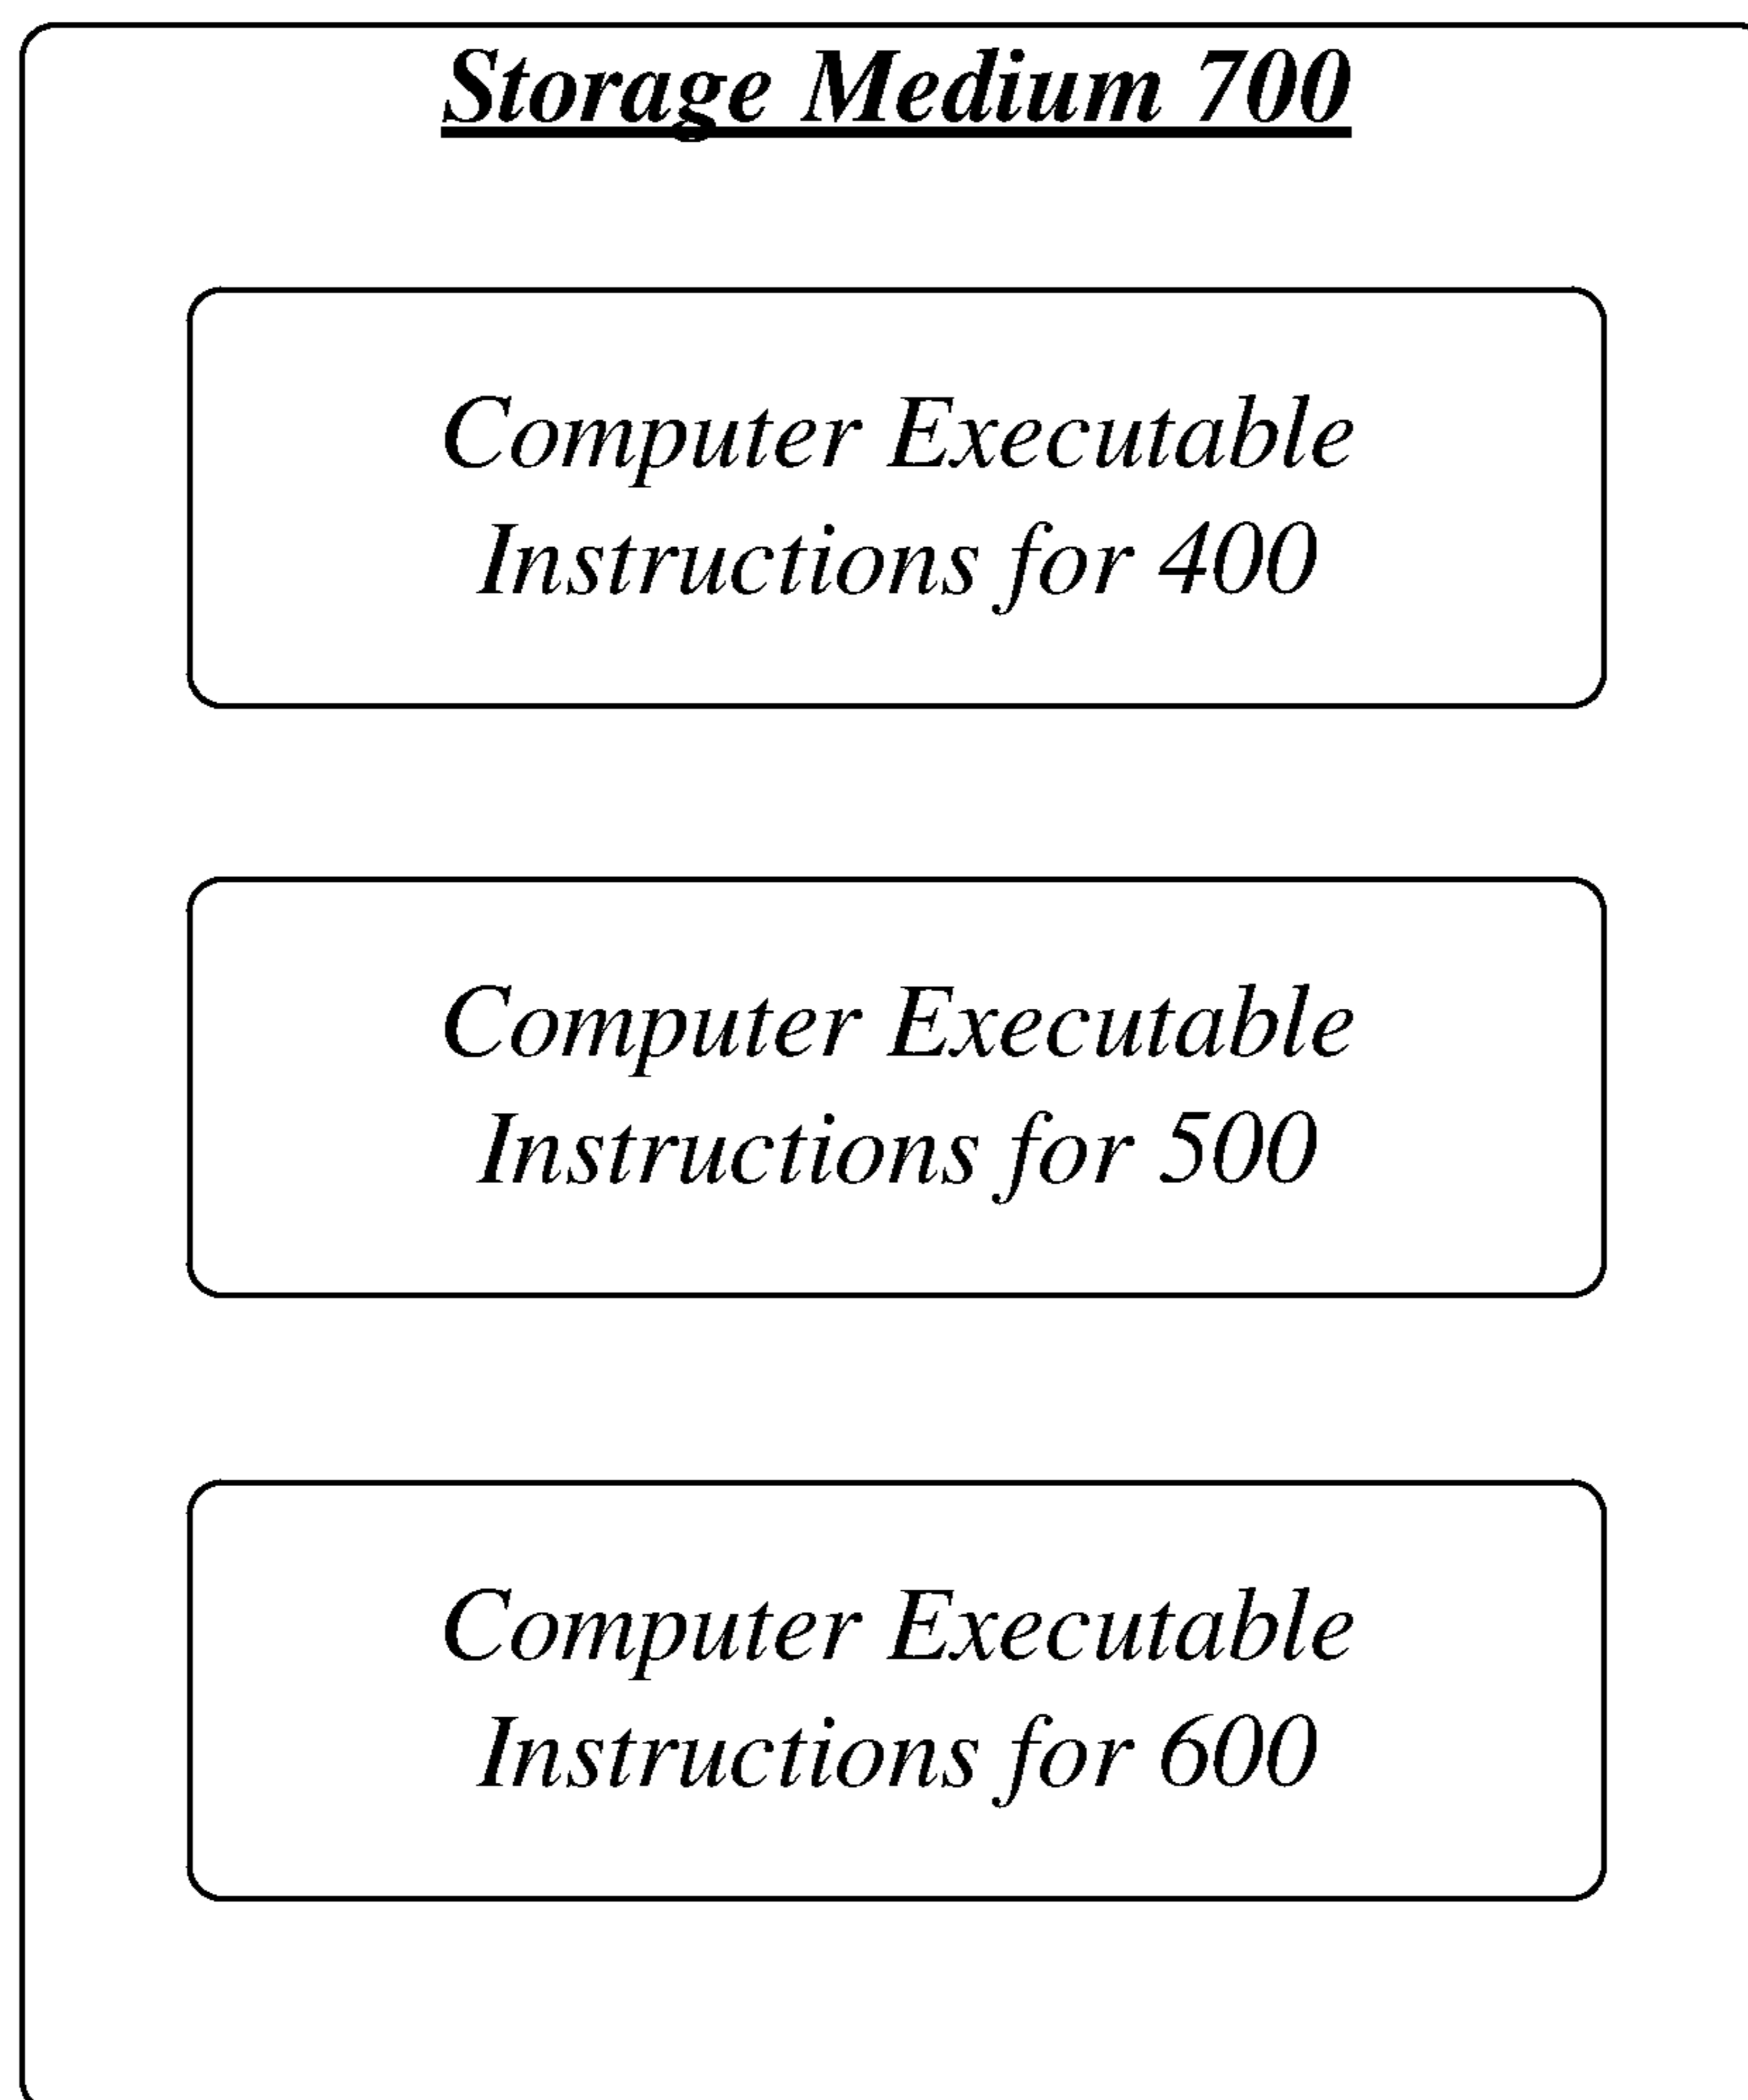 Storage Medium 700
Computer Executable
Instructions for 400
Computer Executable
Instructions for 500
Computer Executable
Instructions for 600